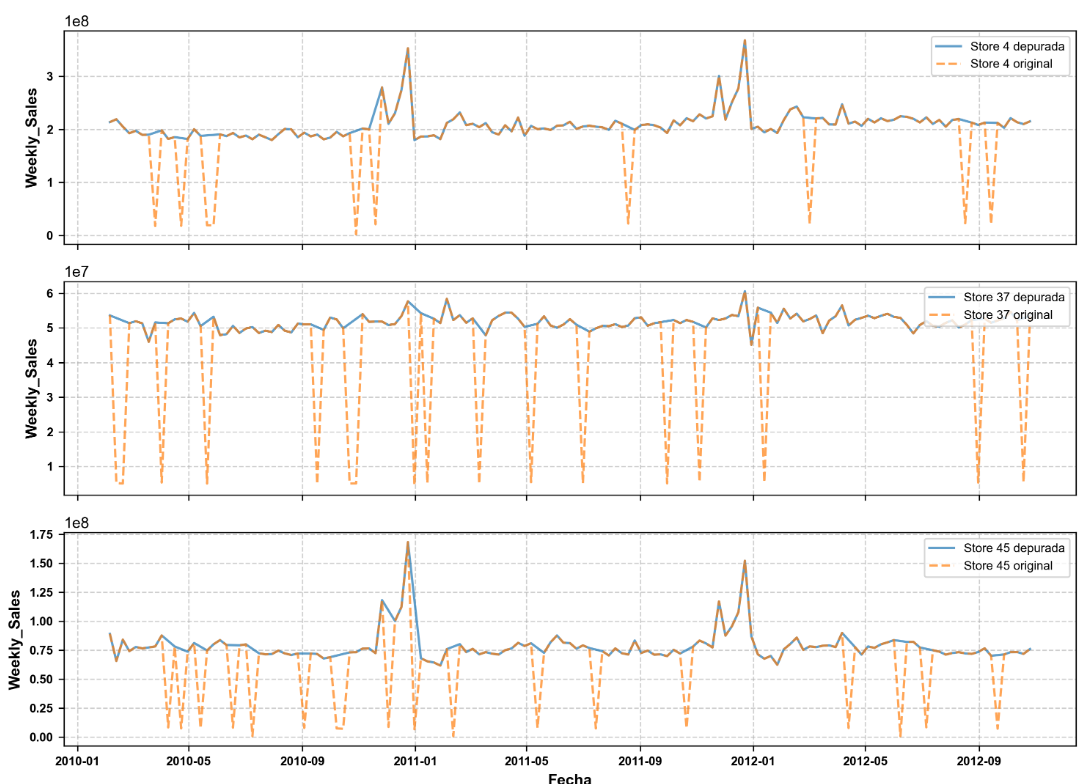 1e8
Store 4 depurada
Store 4 original
Weekly_Sales
3
2
1
0
1e7
Store 37 depurada
Store 37 original
Weekly_Sales
6
5
4
3
2
1
1e8
Store 45 depurada
Store 45 original
Weekly_Sales
1.75
1.50
1.25
1.00
0.75
0.50
0.25
0.00
2010-01 2010-05 2010-09 2011-01 2011-05 2011-09 2012-01 2012-05 2012-09
Fecha